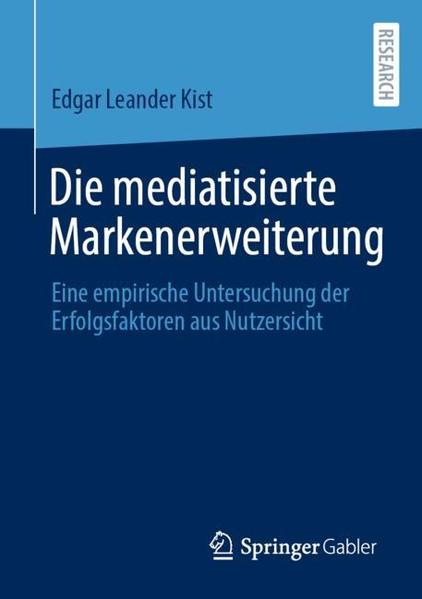 RESEARCH
Edgar Leander Kist
Die mediatisierte
Markenerweiterung
Eine empirische Untersuchung der
Erfolgsfaktoren aus Nutzersicht
Springer Gabler